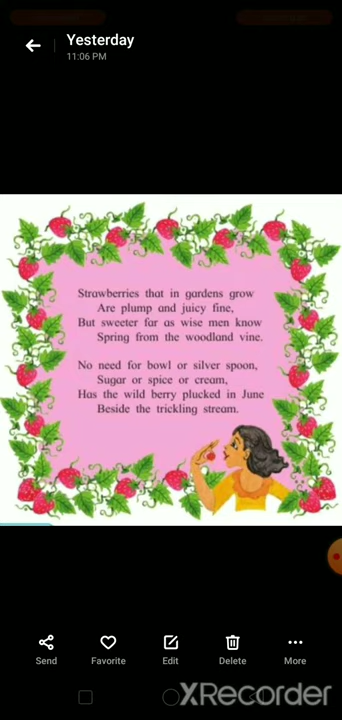 Yesterday
11:06 PM
Strawberries that in gardens grow
Are plump and juicy fine,
But sweeter far as wise men know
Spring from the woodland vine.
No need for bowl or silver spoon,
Sugar or spice or cream,
Has the wild berry plucked in June
Beside the trickling stream.
Send
Favorite
Edit
Delete
More
XRecorder